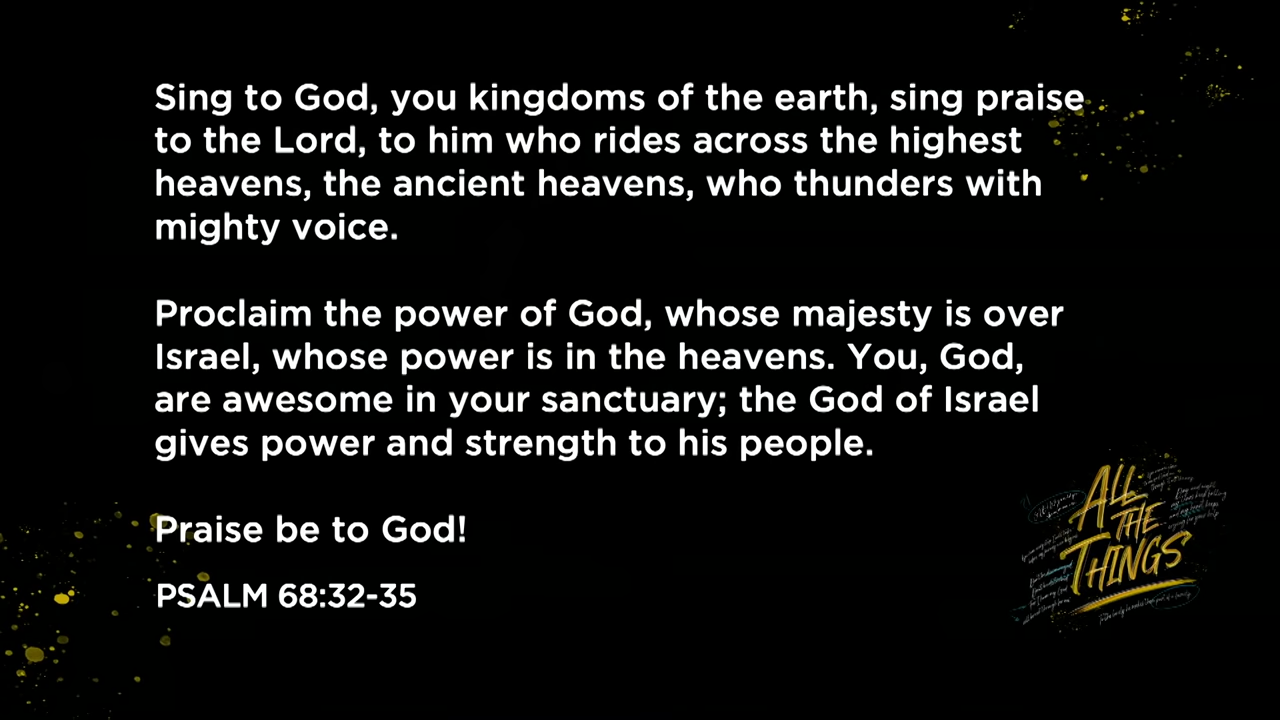 Sing to God, you kingdoms of the earth, sing praise
to the Lord, to him who rides across the highest
heavens, the ancient heavens, who thunders with
mighty voice.
Proclaim the power of God, whose majesty is over
Israel, whose power is in the heavens. You, God,
are awesome in your sanctuary; the God of Israel
gives power and strength to his people.
Praise be to God!
PSALM 68:32-35
ALL
THE
THINGS